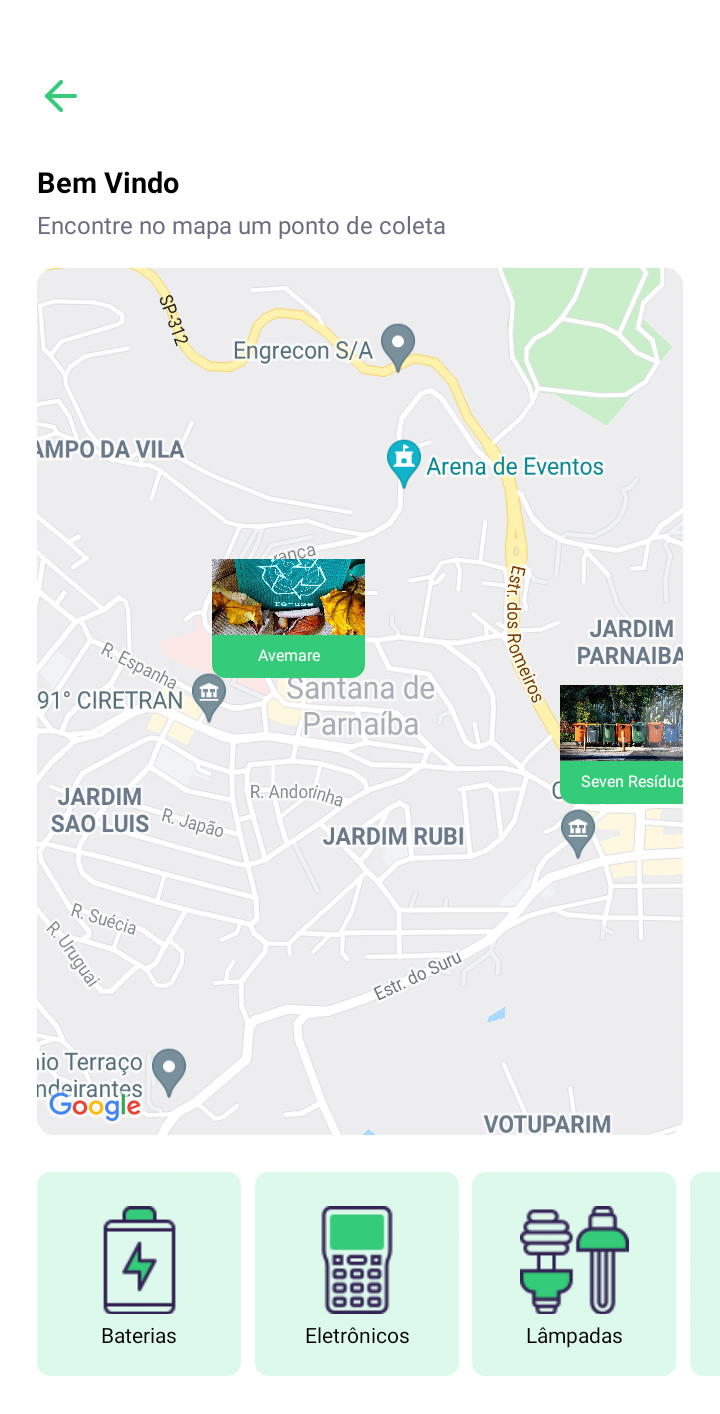 Bem Vindo
Encontre no mapa um ponto de coleta
SP-312
Engrecon S/A
AMPO DA VILA
Arena de Eventos
rança
Estr. dos Romeiros
JARDIM
PARNAIBA
Avemare
R. Espanha
91° CIRETRAN
Santana de
Parnaíba
Seven Resíduo
C
JARDIM
SAO LUIS
R. Andorinha
R. Japão
JARDIM RUBI
R. Suécia
R. Uruguai
Estr. do Suru
nio Terraço
ndeirantes
Google
VOTUPARIM
Baterias
Eletrônicos
Lâmpadas